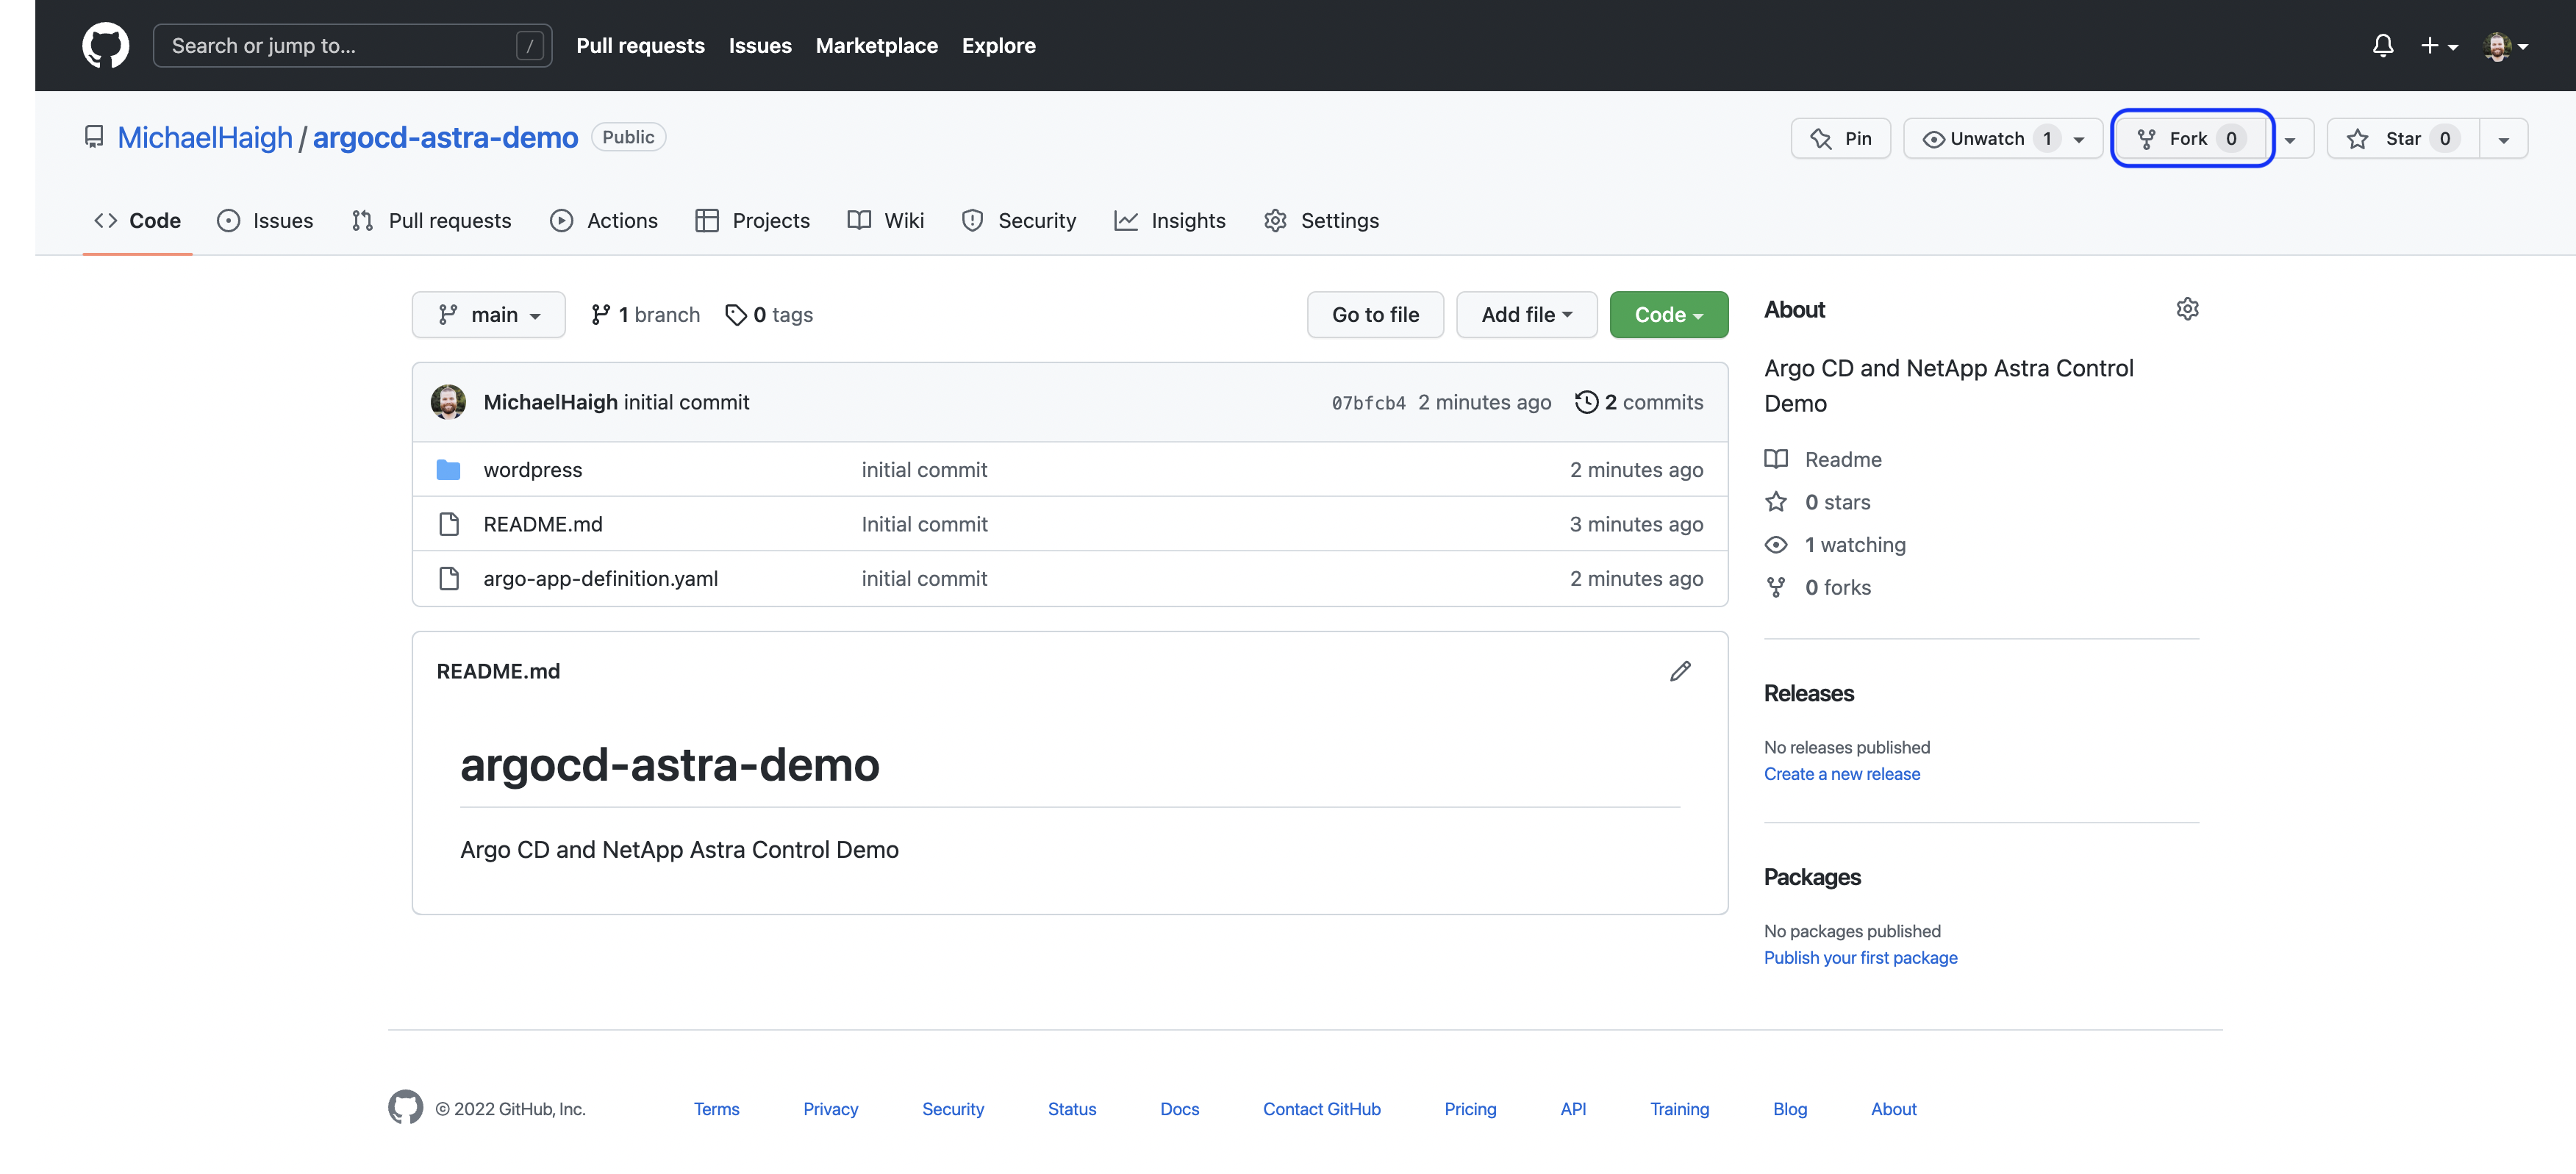 Search or jump to... / Pull requests Issues Marketplace Explore
MichaelHaigh / argocd-astra-demo Public Pin Unwatch 1 Fork 0 Star 0
Code Issues Pull requests Actions Projects Wiki Security Insights Settings
main 1 branch 0 tags Go to file Add file Code
MichaelHaigh initial commit 07bfcb4 2 minutes ago 2 commits
wordpress initial commit 2 minutes ago
README.md Initial commit 3 minutes ago
argo-app-definition.yaml initial commit 2 minutes ago
README.md
argocd-astra-demo
Argo CD and NetApp Astra Control Demo
About
Argo CD and NetApp Astra Control
Demo
Readme
0 stars
1 watching
0 forks
Releases
No releases published
Create a new release
Packages
No packages published
Publish your first package
© 2022 GitHub, Inc. Terms Privacy Security Status Docs Contact GitHub Pricing API Training Blog About